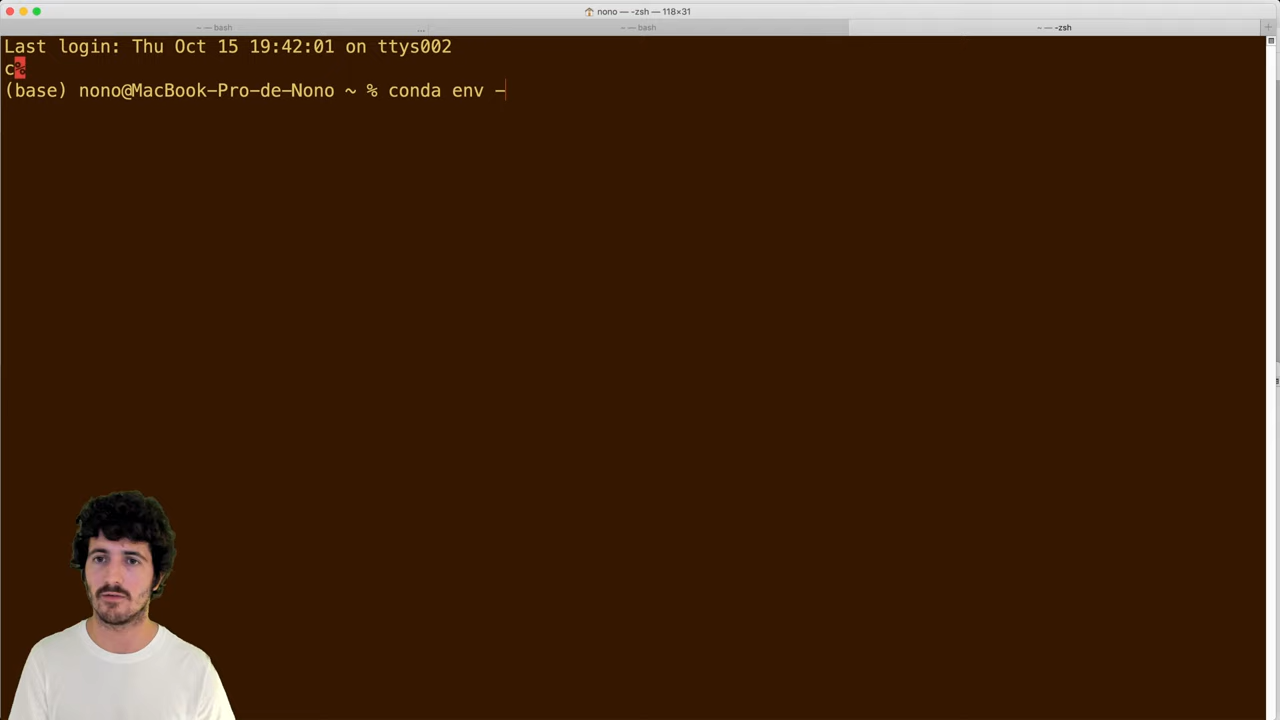 nono — -zsh — 118×31
~ — bash
...
~ — bash
~ — -zsh
+
Last login: Thu Oct 15 19:42:01 on ttys002
c%
(base) nono@MacBook-Pro-de-Nono ~ % conda env -